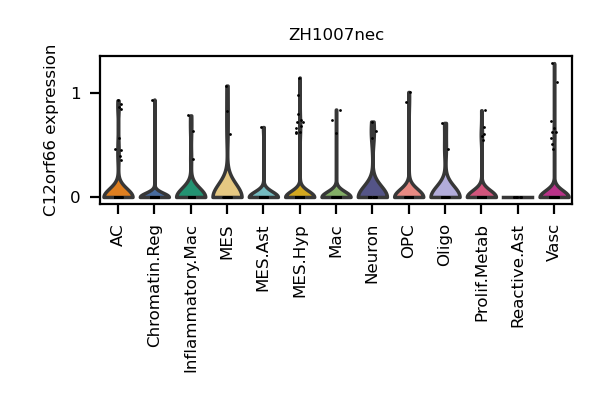 ZH1007nec
C12orf66 expression
1
0
AC
Chromatin.Reg
Inflammatory.Mac
MES
MES.Ast
MES.Hyp
Mac
Neuron
OPC
Oligo
Prolif.Metab
Reactive.Ast
Vasc